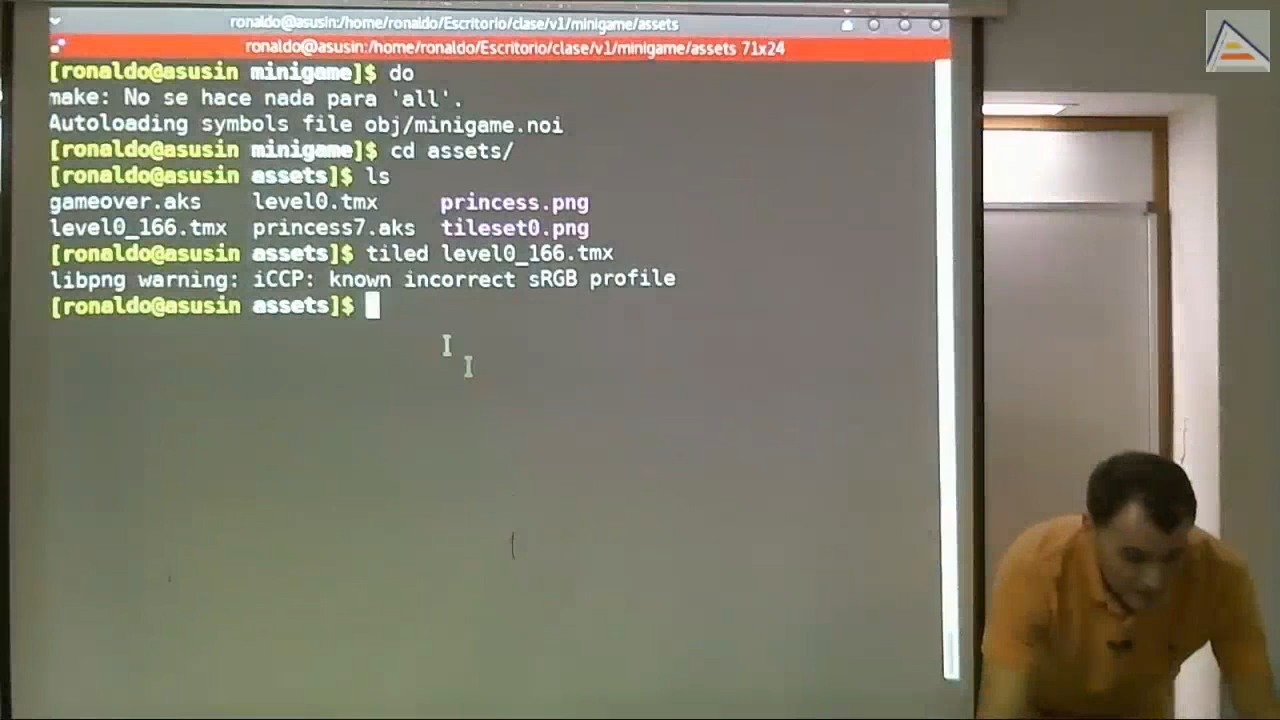 ronaldo@asusin:/home/ronaldo/Escritorio/clase/v1/minigame/assets
ronaldo@asusin:/home/ronaldo/Escritorio/clase/v1/minigame/assets 71x24
[ronaldo@asusin minigame]$ do
make: No se hace nada para 'all'.
Autoloading symbols file obj/minigame.noi
[ronaldo@asusin minigame]$ cd assets/
[ronaldo@asusin assets]$ ls
gameover.aks level0.tmx princess.png
level0_166.tmx princess7.aks tileset0.png
[ronaldo@asusin assets]$ tiled level0_166.tmx
libpng warning: iCCP: known incorrect sRGB profile
[ronaldo@asusin assets]$